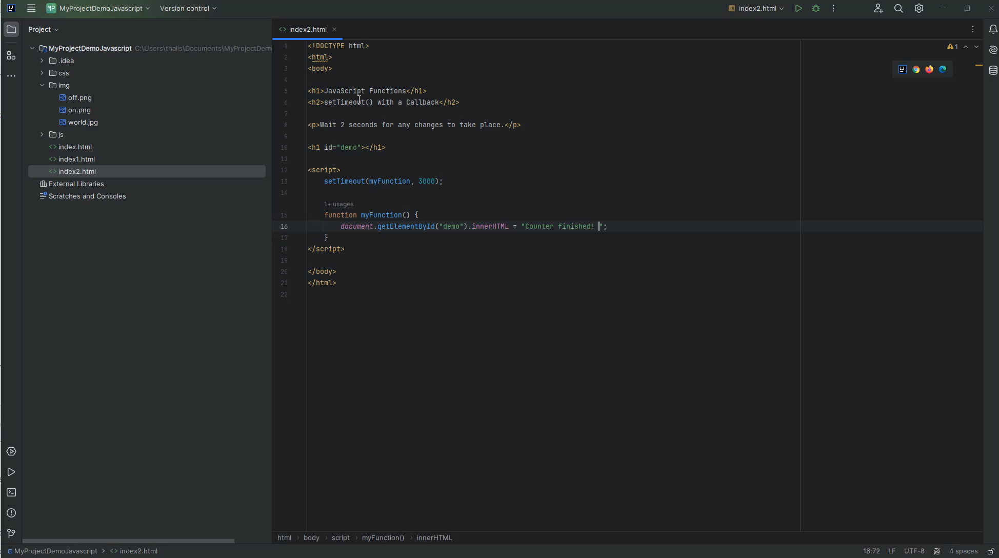 MP MyProjectDemoJavascript Version control index2.html
Project
index2.html
MyProjectDemoJavascript C:\Users\thalis\Documents\MyProjectDem
.idea
css
img
off.png
on.png
world.jpg
js
index.html
index1.html
index2.html
External Libraries
Scratches and Consoles
1
1 <!DOCTYPE html>
2 <html>
3 <body>
4
5 <h1>JavaScript Functions</h1>
6 <h2>setTimeout() with a Callback</h2>
7
8 <p>Wait 2 seconds for any changes to take place.</p>
9
10 <h1 id="demo"></h1>
11
12 <script>
13 setTimeout(myFunction, 3000);
14
1+ usages
15 function myFunction() {
16 document.getElementById("demo").innerHTML = "Counter finished! ";
17 }
18 </script>
19
20 </body>
21 </html>
22
html body script myFunction() innerHTML
MyProjectDemoJavascript index2.html 16:72 LF UTF-8 4 spaces